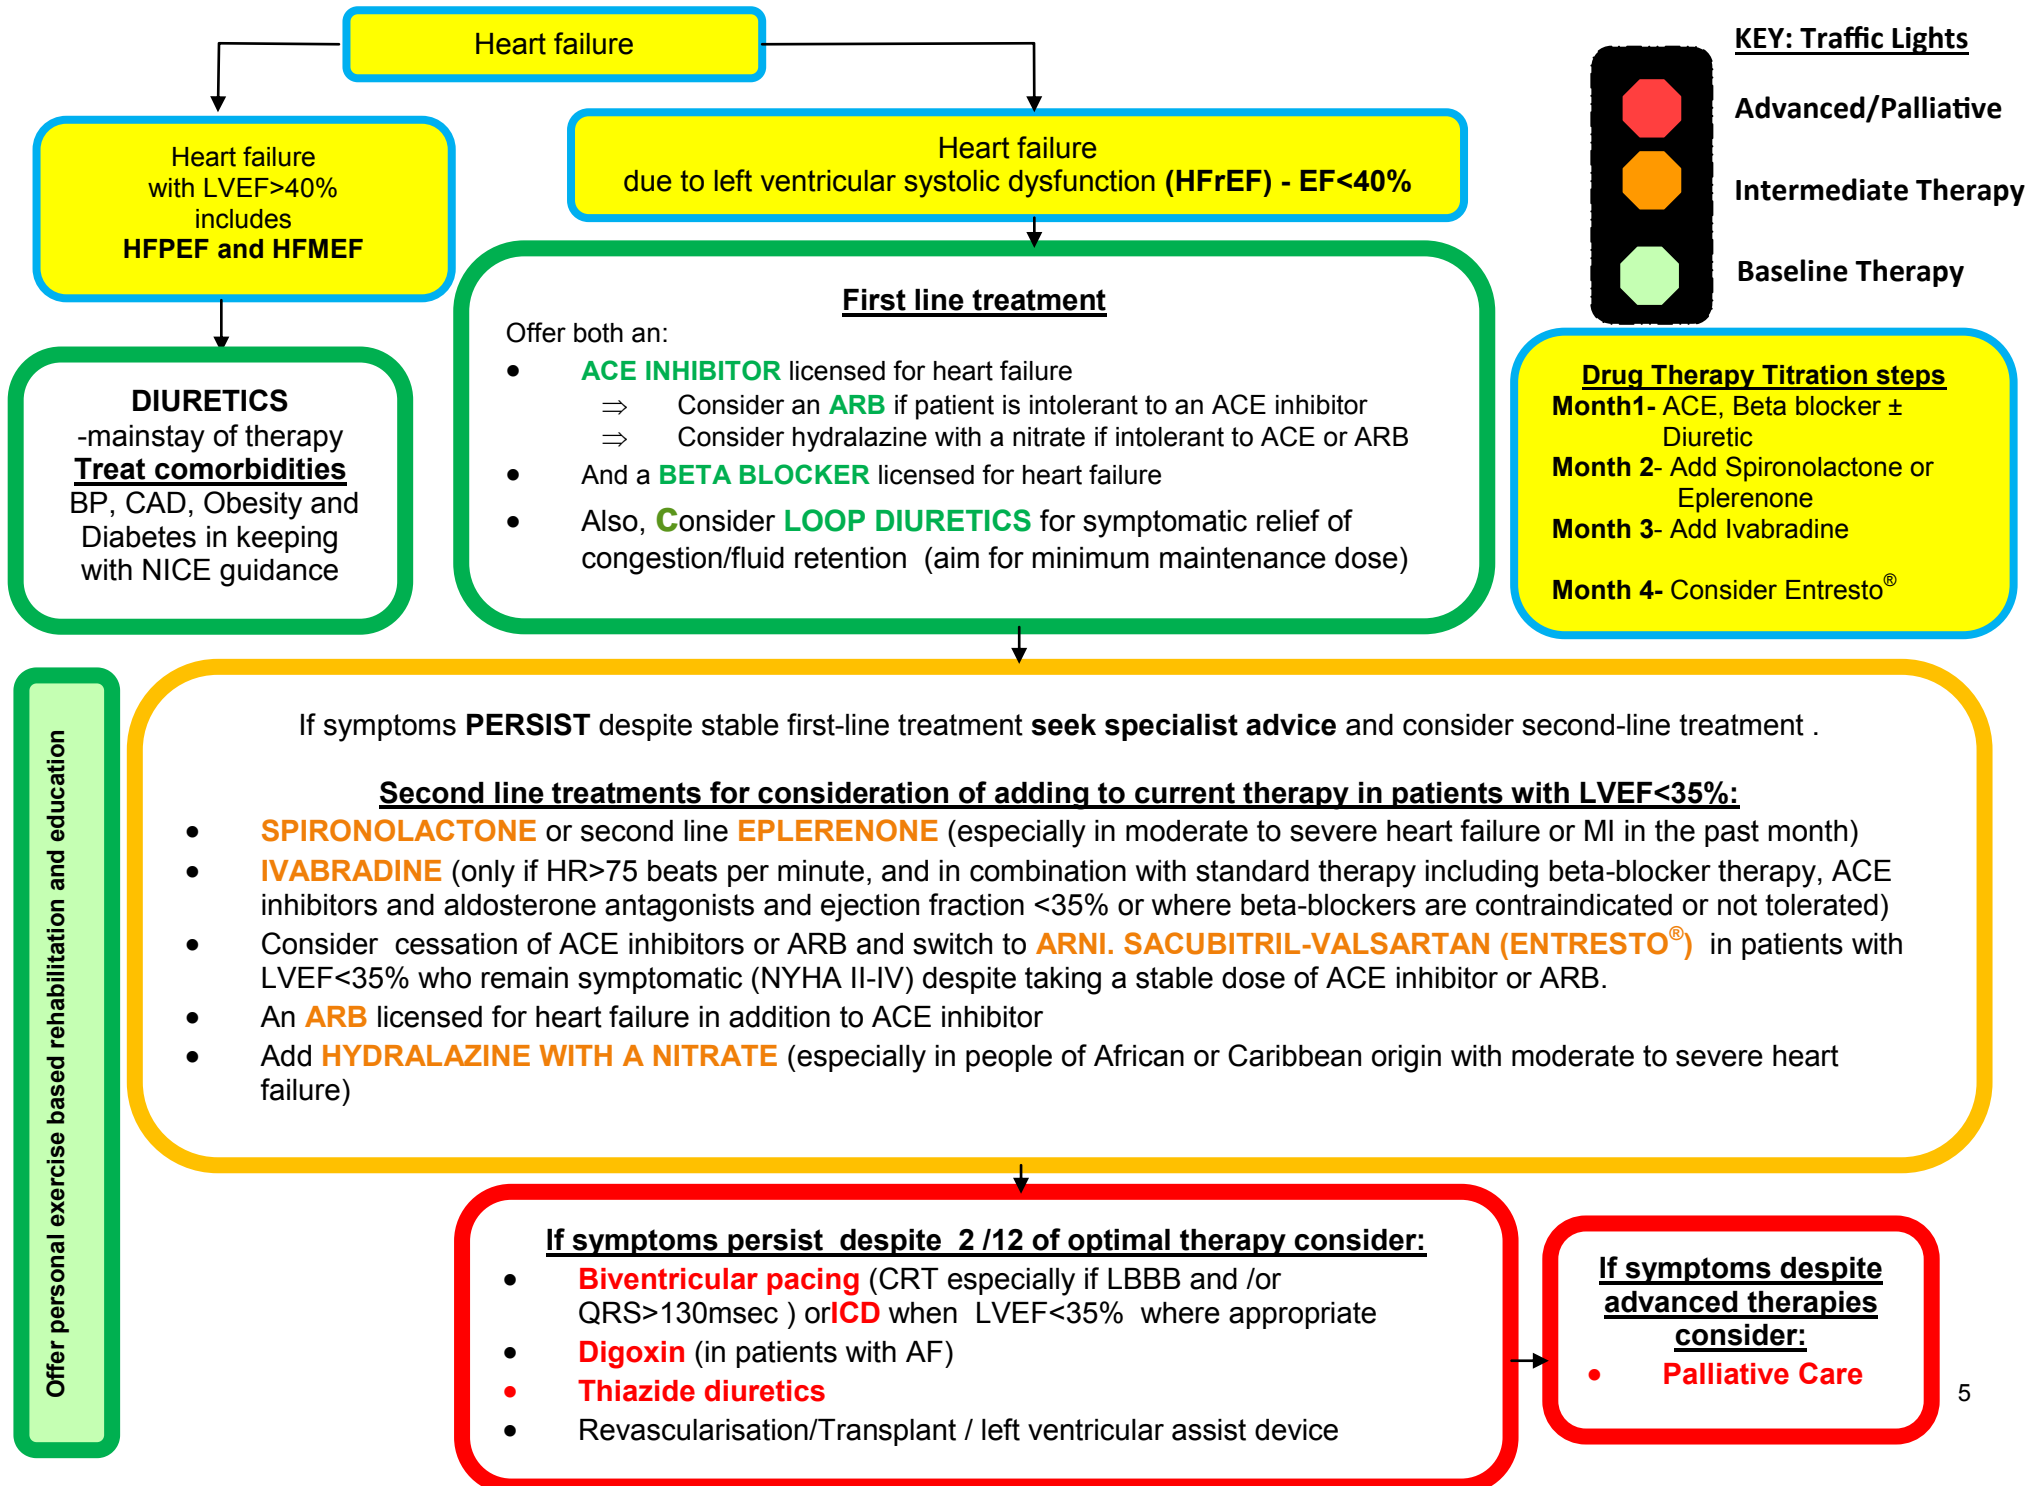 Heart failure
KEY: Traffic Lights
Advanced/Palliative
Intermediate Therapy
Baseline Therapy
Heart failure
with LVEF>40%
includes
HFPEF and HFMEF
Heart failure
due to left ventricular systolic dysfunction (HFrEF) - EF<40%
DIURETICS
-mainstay of therapy
Treat comorbidities
BP, CAD, Obesity and
Diabetes in keeping
with NICE guidance
First line treatment
Offer both an:
• ACE INHIBITOR licensed for heart failure
⇒ Consider an ARB if patient is intolerant to an ACE inhibitor
⇒ Consider hydralazine with a nitrate if intolerant to ACE or ARB
• And a BETA BLOCKER licensed for heart failure
• Also, Consider LOOP DIURETICS for symptomatic relief of
congestion/fluid retention (aim for minimum maintenance dose)
Drug Therapy Titration steps
Month1- ACE, Beta blocker ±
Diuretic
Month 2- Add Spironolactone or
Eplerenone
Month 3- Add Ivabradine
Month 4- Consider Entresto®
Offer personal exercise based rehabilitation and education
If symptoms PERSIST despite stable first-line treatment seek specialist advice and consider second-line treatment .
Second line treatments for consideration of adding to current therapy in patients with LVEF<35%:
• SPIRONOLACTONE or second line EPLERENONE (especially in moderate to severe heart failure or MI in the past month)
• IVABRADINE (only if HR>75 beats per minute, and in combination with standard therapy including beta-blocker therapy, ACE
inhibitors and aldosterone antagonists and ejection fraction <35% or where beta-blockers are contraindicated or not tolerated)
• Consider cessation of ACE inhibitors or ARB and switch to ARNI. SACUBITRIL-VALSARTAN (ENTRESTO®) in patients with
LVEF<35% who remain symptomatic (NYHA II-IV) despite taking a stable dose of ACE inhibitor or ARB.
• An ARB licensed for heart failure in addition to ACE inhibitor
• Add HYDRALAZINE WITH A NITRATE (especially in people of African or Caribbean origin with moderate to severe heart
failure)
If symptoms persist despite 2 /12 of optimal therapy consider:
• Biventricular pacing (CRT especially if LBBB and /or
QRS>130msec ) orICD when LVEF<35% where appropriate
• Digoxin (in patients with AF)
• Thiazide diuretics
• Revascularisation/Transplant / left ventricular assist device
If symptoms despite
advanced therapies
consider:
• Palliative Care
5